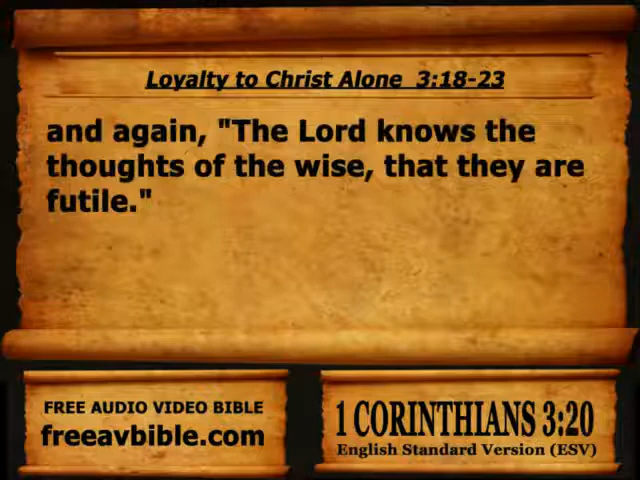 Loyalty to Christ Alone 3:18-23
and again, "The Lord knows the
thoughts of the wise, that they are
futile."
FREE AUDIO VIDEO BIBLE
freeavbible.com
1 CORINTHIANS 3:20
English Standard Version (ESV)